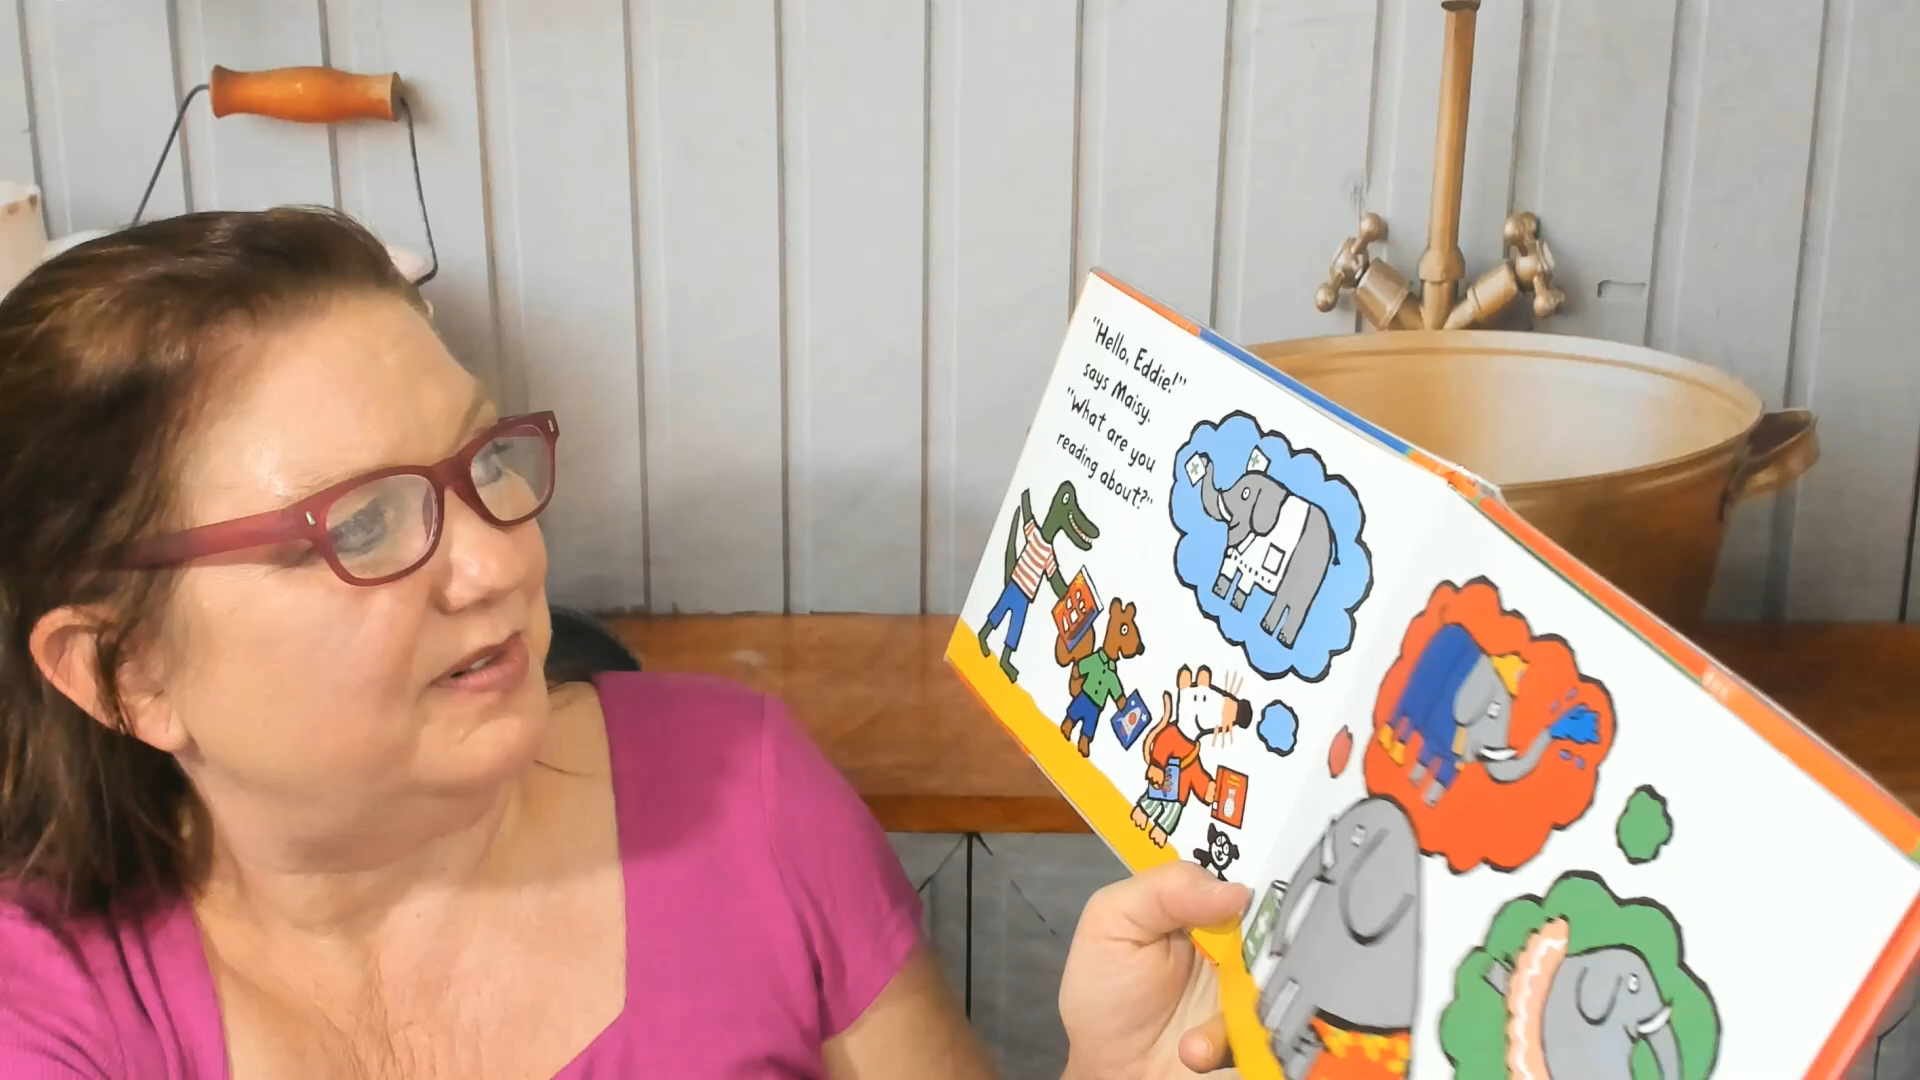 "Hello, Eddie!"
says Maisy.
"What are you
reading about?"